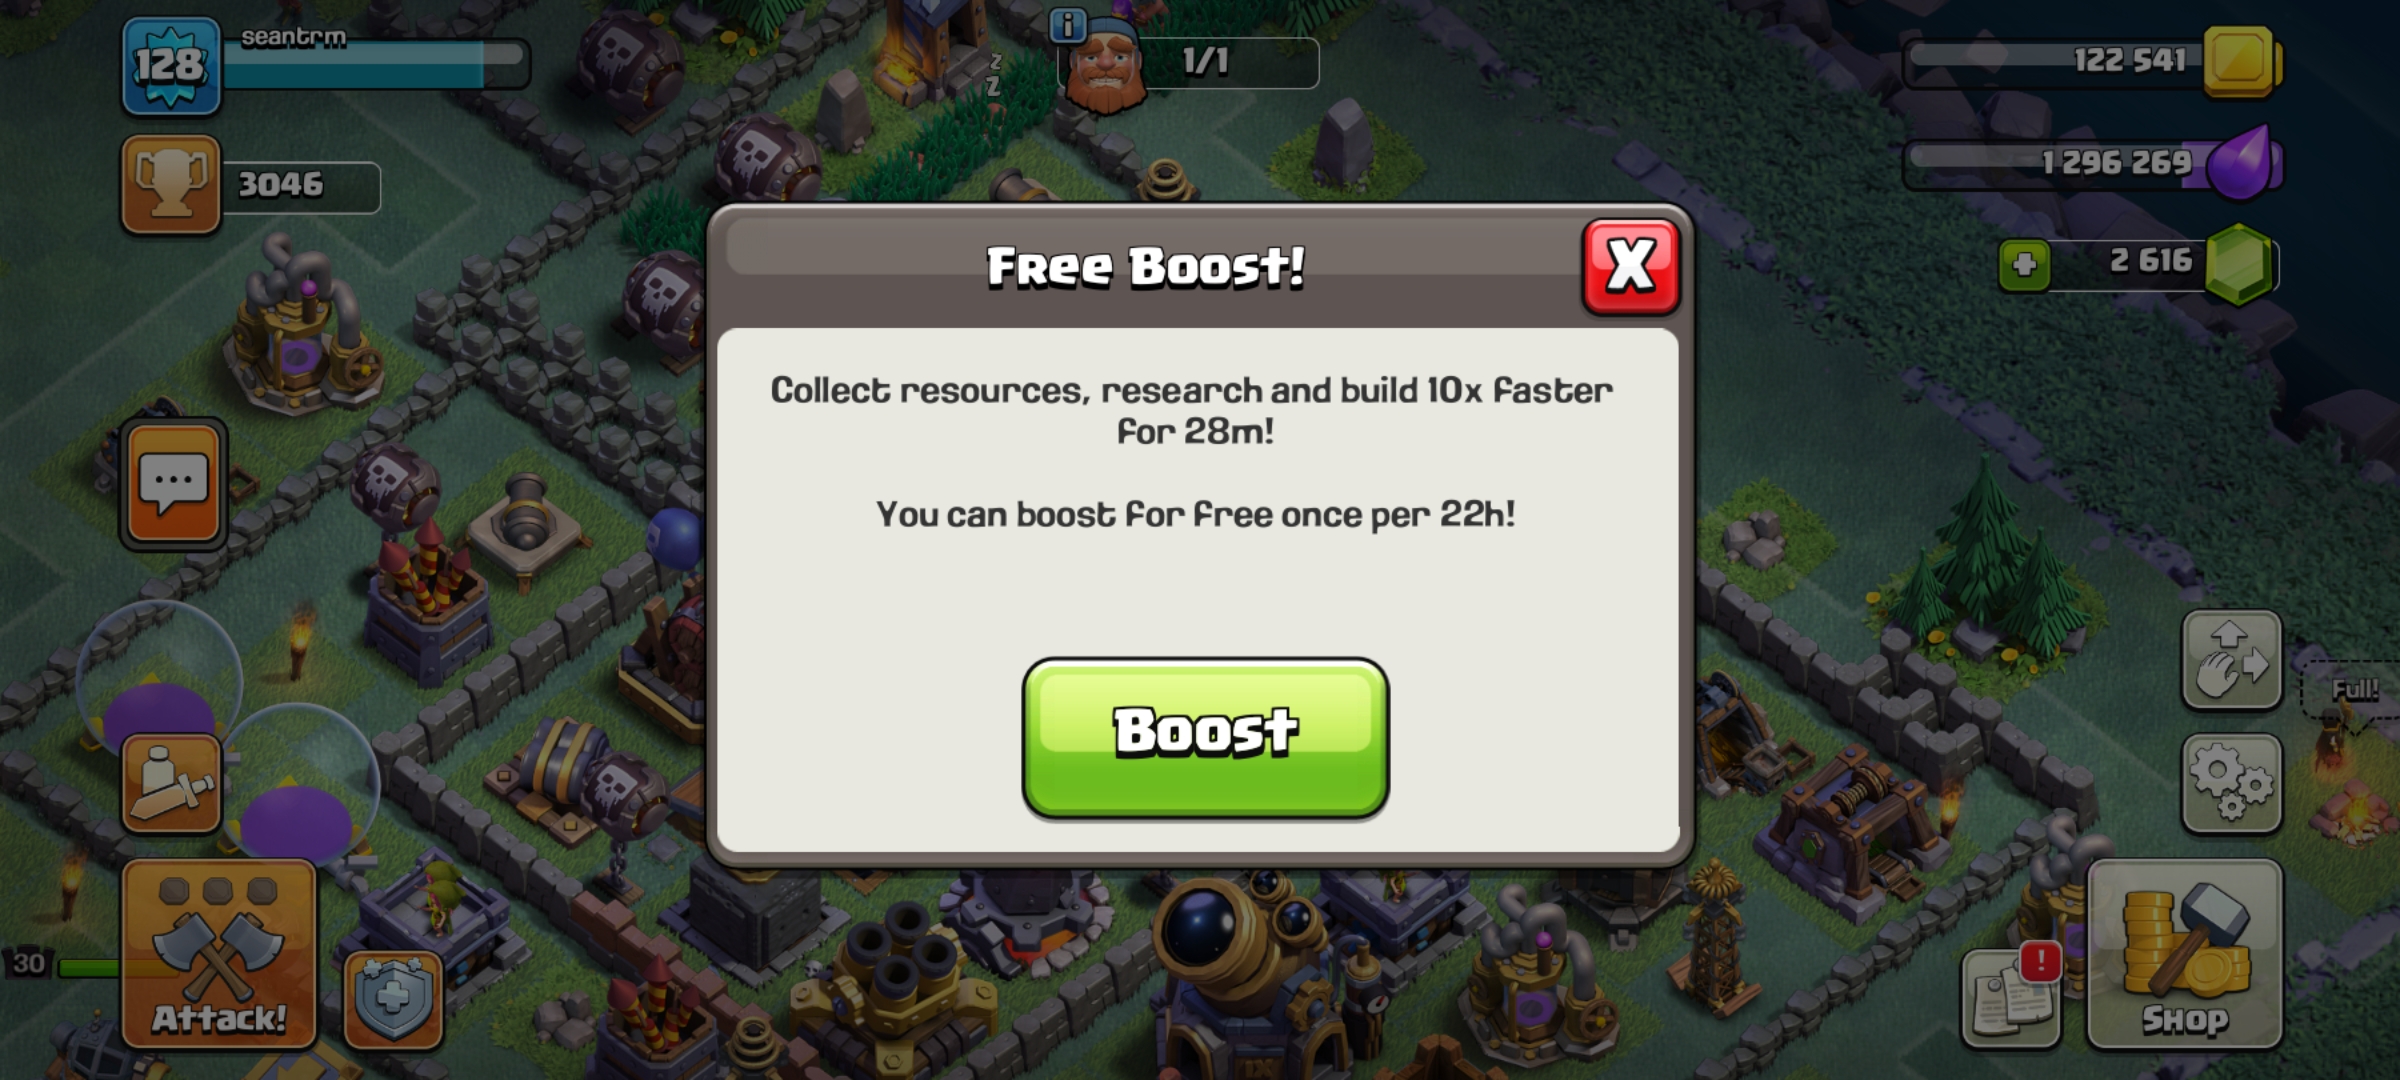 128
seantrm
i
1/1
122 541
3046
1 296 269
2 616
Free Boost!
X
Collect resources, research and build 10x faster
for 28m!
You can boost for free once per 22h!
Boost
z
Z
Full!
30
Attack!
!
Shop